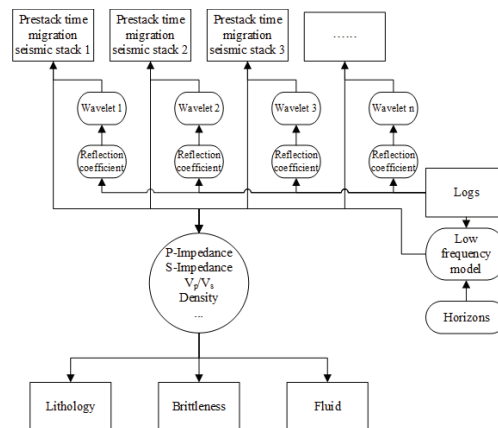 Prestack time
migration
seismic stack 1
Prestack time
migration
seismic stack 2
Prestack time
migration
seismic stack 3
……
Wavelet 1
Wavelet 2
Wavelet 3
Wavelet n
Reflection
coefficient
Reflection
coefficient
Reflection
coefficient
Reflection
coefficient
Logs
Low
frequency
model
Horizons
P-Impedance
S-Impedance
Vp/Vs
Density
...
Lithology
Brittleness
Fluid